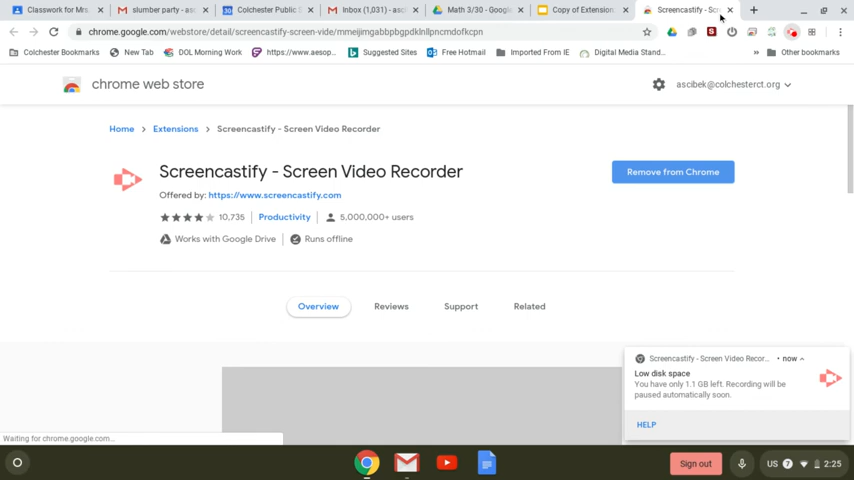 Classwork for Mrs. slumber party - asc Colchester Public S Inbox (1,031) - asci Math 3/30 - Google Copy of Extension Screencastify - Scr
chrome.google.com/webstore/detail/screencastify-screen-vide/mmeijimgabbpbgpdklnllpncmdofkcpn
Colchester Bookmarks New Tab DOL Morning Work https://www.aesop... Suggested Sites Free Hotmail Imported From IE Digital Media Stand... » Other bookmarks
chrome web store ascibek@colchesterct.org
Home Extensions Screencastify - Screen Video Recorder
Screencastify - Screen Video Recorder
Remove from Chrome
Offered by: https://www.screencastify.com
10,735 Productivity 5,000,000+ users
Works with Google Drive Runs offline
Overview Reviews Support Related
Screencastify - Screen Video Recor... • now
Low disk space
You have only 1.1 GB left. Recording will be
paused automatically soon.
HELP
Waiting for chrome.google.com...
Sign out US 7 2:25